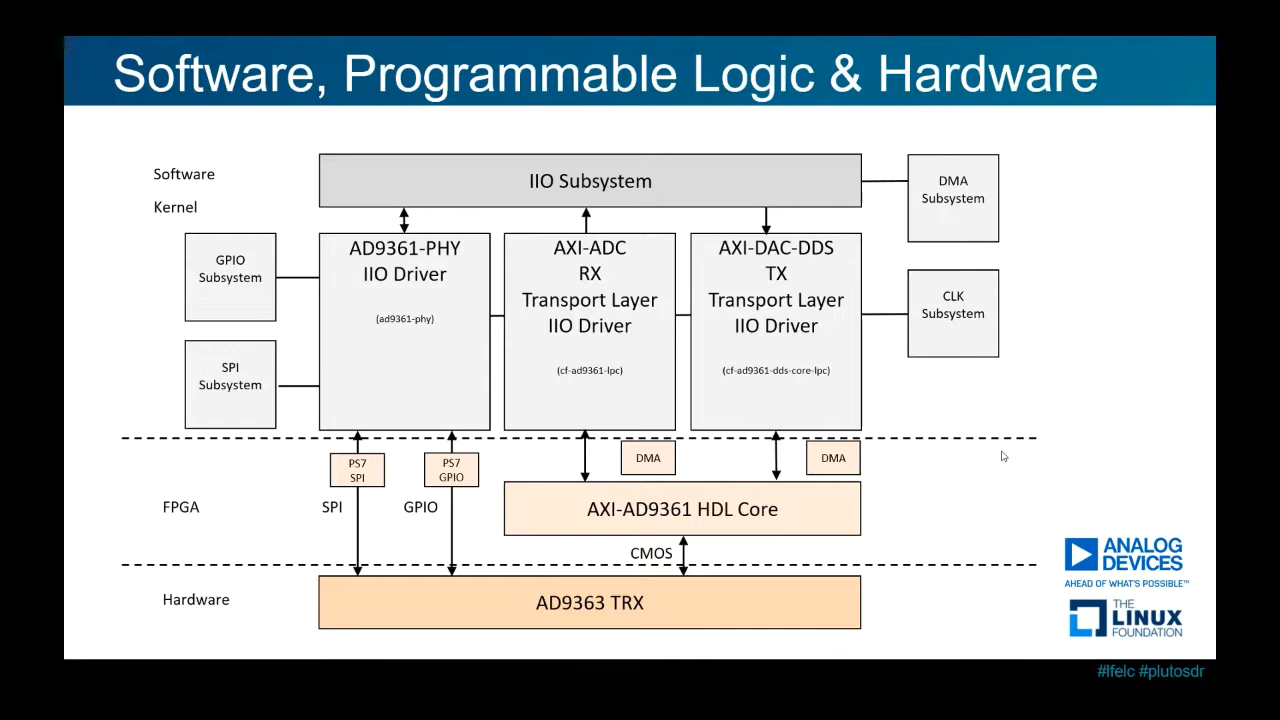 Software, Programmable Logic & Hardware
Software
Kernel
IIO Subsystem
DMA
Subsystem
GPIO
Subsystem
SPI
Subsystem
AD9361-PHY
IIO Driver
(ad9361-phy)
AXI-ADC
RX
Transport Layer
IIO Driver
(cf-ad9361-lpc)
AXI-DAC-DDS
TX
Transport Layer
IIO Driver
(cf-ad9361-dds-core-lpc)
CLK
Subsystem
PS7
SPI
PS7
GPIO
DMA
DMA
FPGA
SPI
GPIO
AXI-AD9361 HDL Core
CMOS
Hardware
AD9363 TRX
ANALOG
DEVICES
AHEAD OF WHAT'S POSSIBLE™
THE
LINUX
FOUNDATION
#lfelc #plutosdr